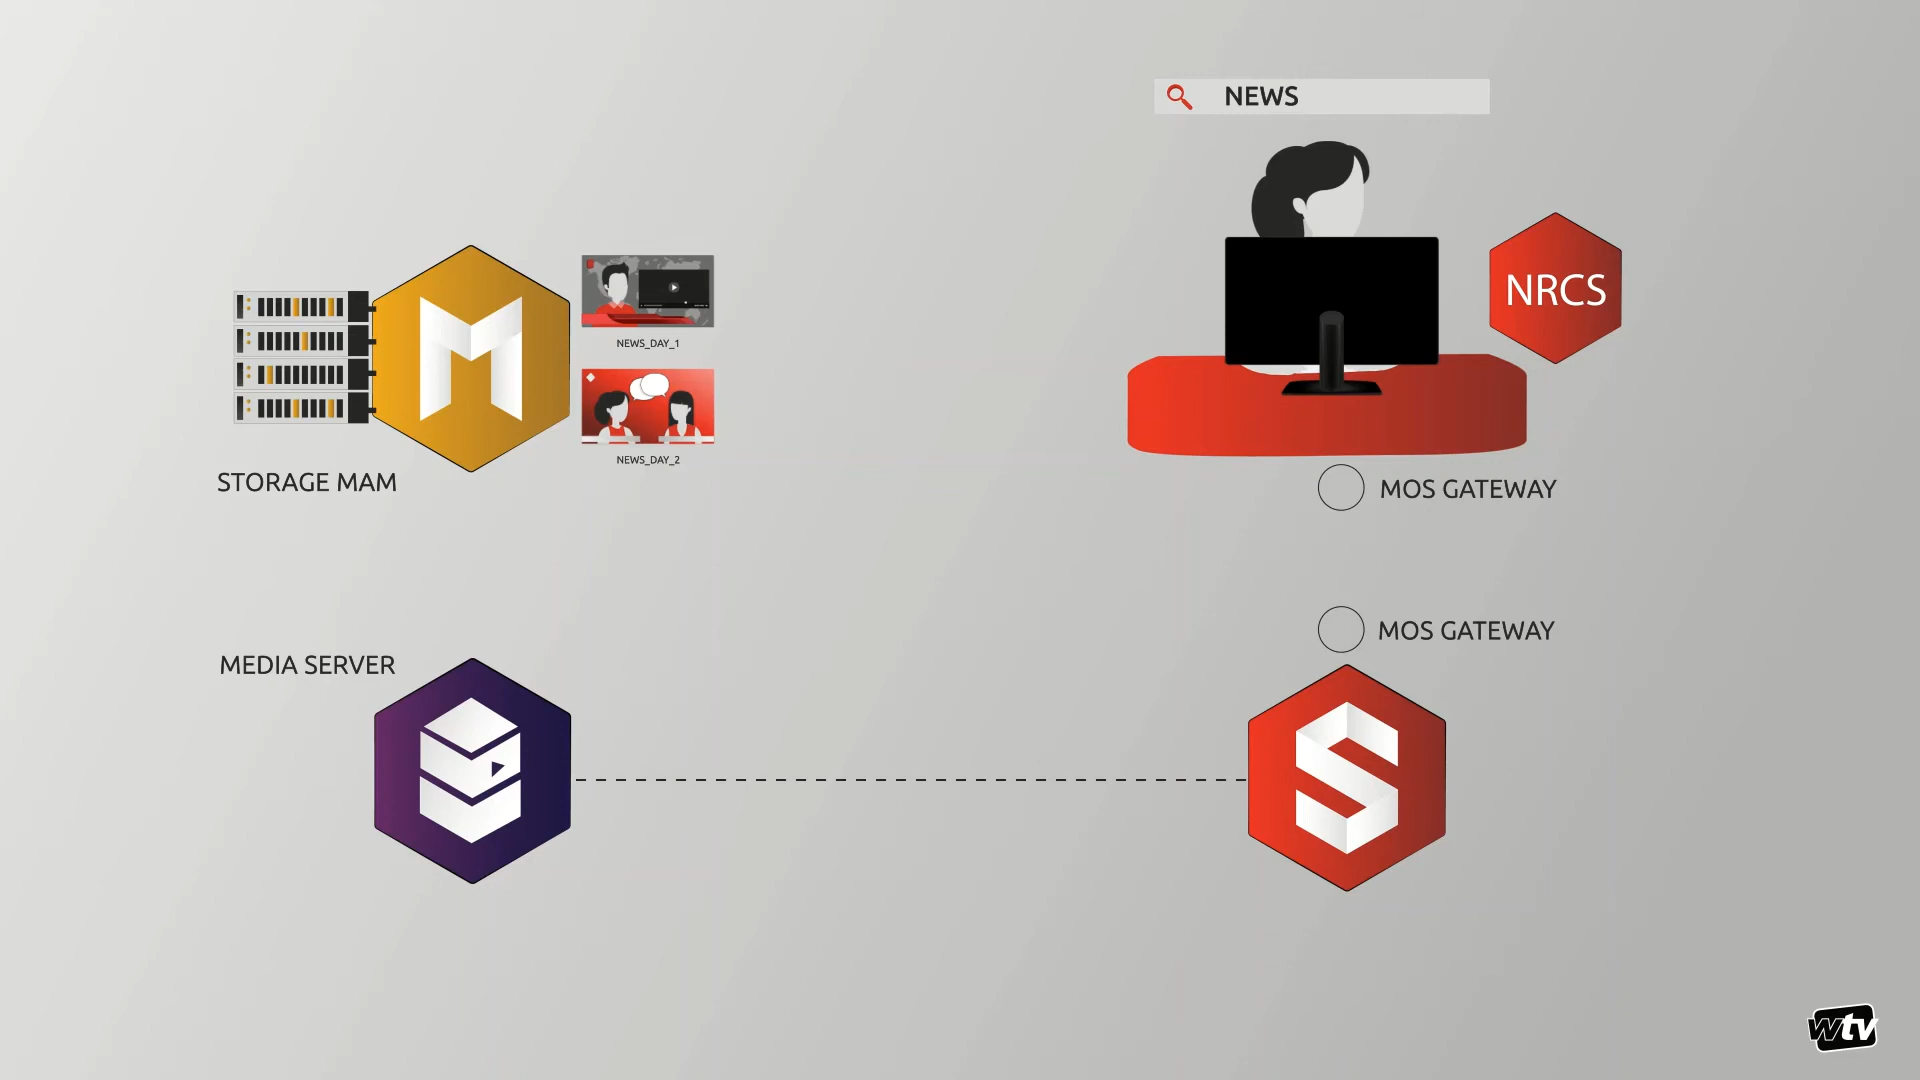 NEWS
NRCS
NEWS_DAY_1
NEWS_DAY_2
STORAGE MAM
MOS GATEWAY
MOS GATEWAY
MEDIA SERVER
wtv